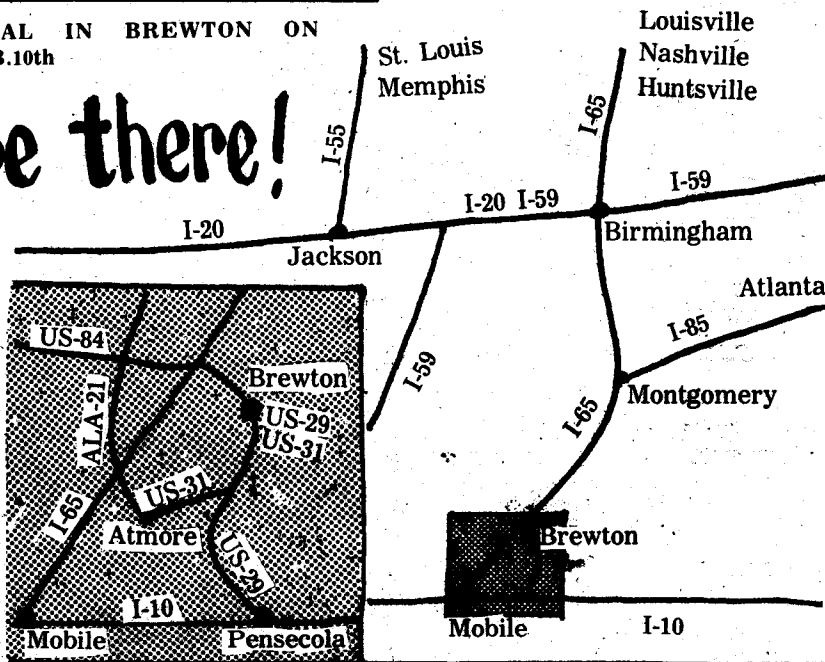 AL IN BREWTON ON
.10th
e there!
St. Louis
Memphis
Louisville
Nashville
Huntsville
I-55
I-65
I-20
I-20 I-59
I-59
Jackson
Birmingham
Atlanta
I-85
I-59
Montgomery
I-65
US-84
Brewton
ALA-21
US-29
US-31
US-31
I-65
Atmore
US-29
I-10
Mobile
Pensecola
Brewton
Mobile
I-10